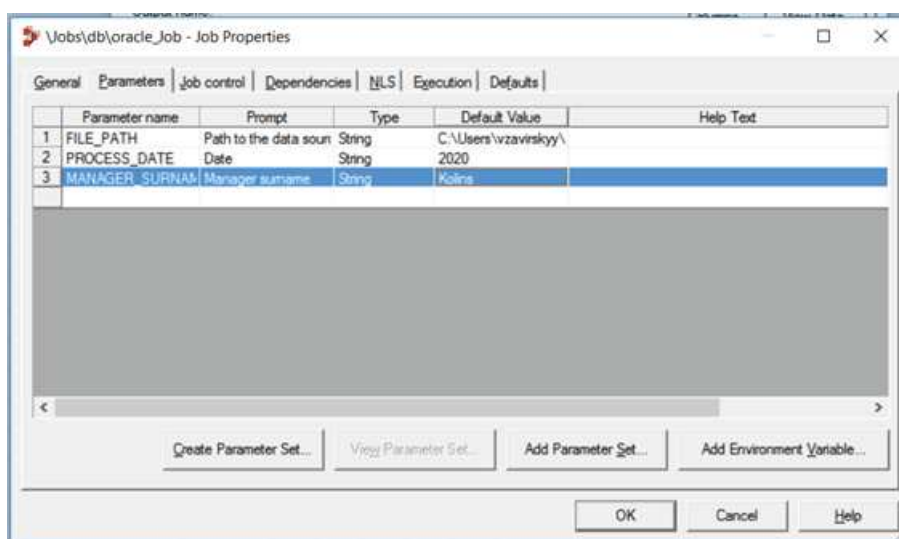 \Jobs\db\oracle_Job - Job Properties
General Parameters Job control Dependencies NLS Execution Defaults
Parameter name Prompt Type Default Value Help Text
1 FILE_PATH Path to the data soun String C:\Users\vzavirskyy\
2 PROCESS_DATE Date String 2020
3 MANAGER_SURNAM Manager surname String Kolins
Create Parameter Set... View Parameter Set... Add Parameter Set... Add Environment Variable...
OK Cancel Help